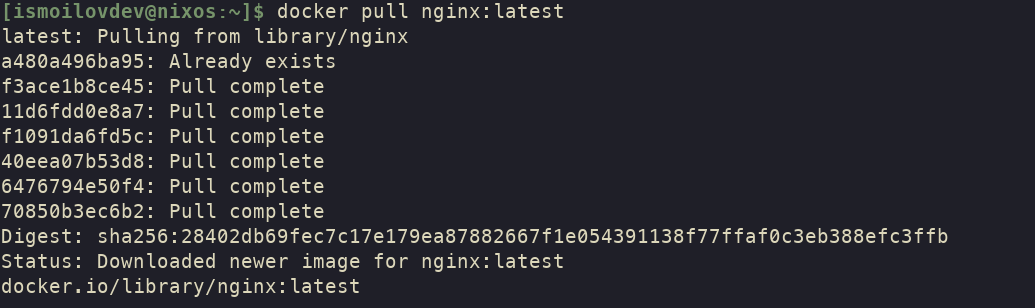 [ismoilovdev@nixos:~]$ docker pull nginx:latest
latest: Pulling from library/nginx
a480a496ba95: Already exists
f3ace1b8ce45: Pull complete
11d6fdd0e8a7: Pull complete
f1091da6fd5c: Pull complete
40eea07b53d8: Pull complete
6476794e50f4: Pull complete
70850b3ec6b2: Pull complete
Digest: sha256:28402db69fec7c17e179ea87882667f1e054391138f77ffaf0c3eb388efc3ffb
Status: Downloaded newer image for nginx:latest
docker.io/library/nginx:latest